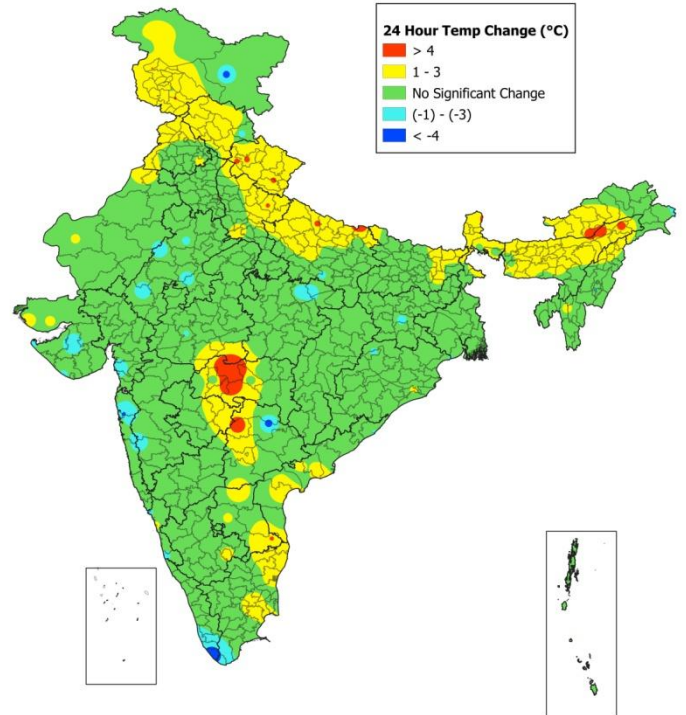 24 Hour Temp Change (°C)
> 4
1 - 3
No Significant Change
(-1) - (-3)
< -4